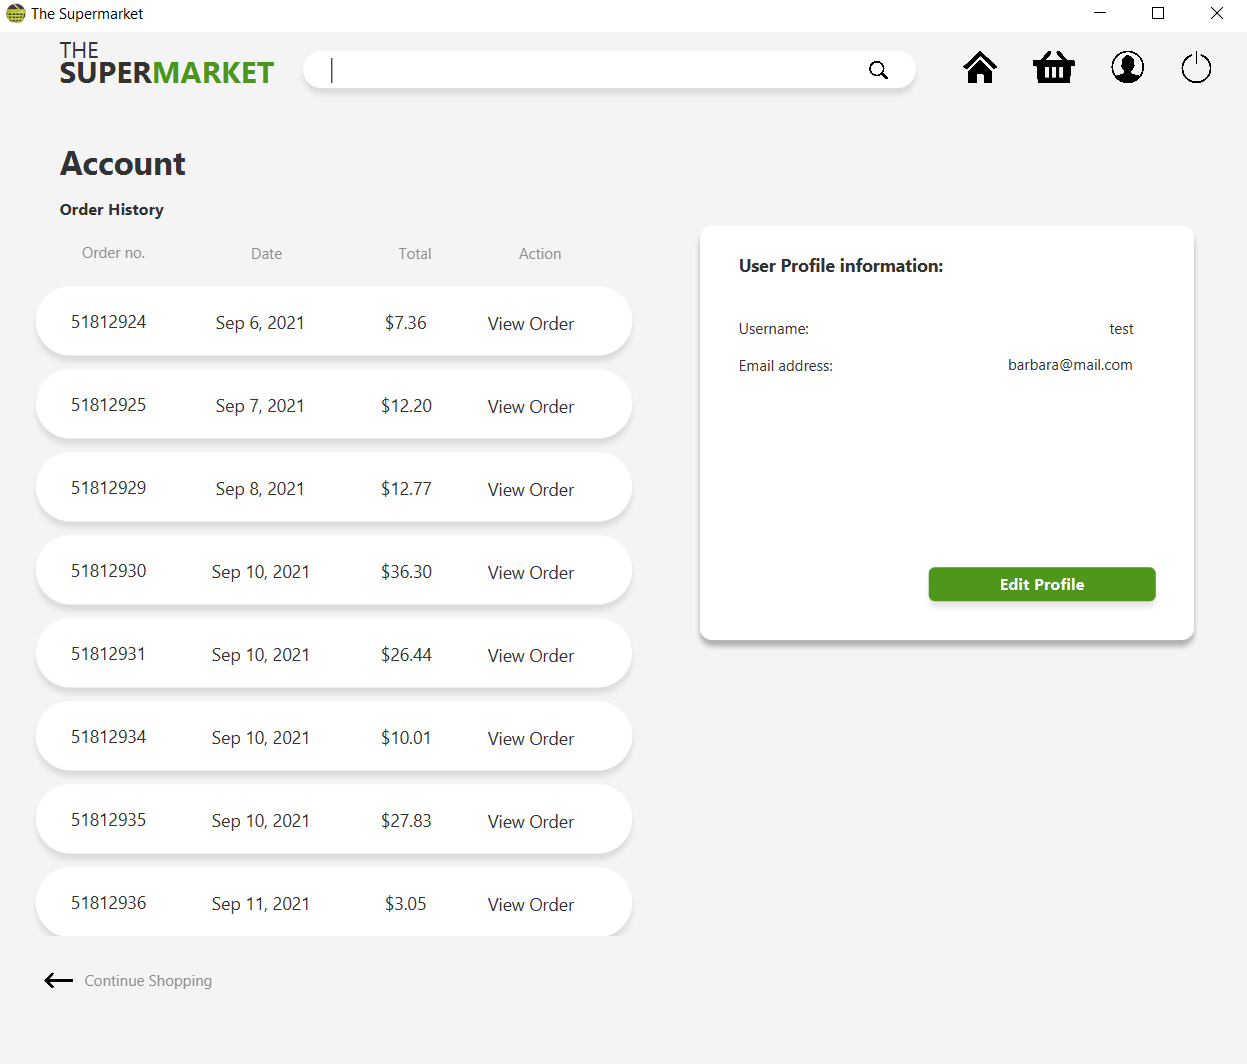 The Supermarket
THE
SUPERMARKET
Account
Order History
Order no. Date Total Action
51812924 Sep 6, 2021 $7.36 View Order
51812925 Sep 7, 2021 $12.20 View Order
51812929 Sep 8, 2021 $12.77 View Order
51812930 Sep 10, 2021 $36.30 View Order
51812931 Sep 10, 2021 $26.44 View Order
51812934 Sep 10, 2021 $10.01 View Order
51812935 Sep 10, 2021 $27.83 View Order
51812936 Sep 11, 2021 $3.05 View Order
Continue Shopping
User Profile information:
Username: test
Email address: barbara@mail.com
Edit Profile